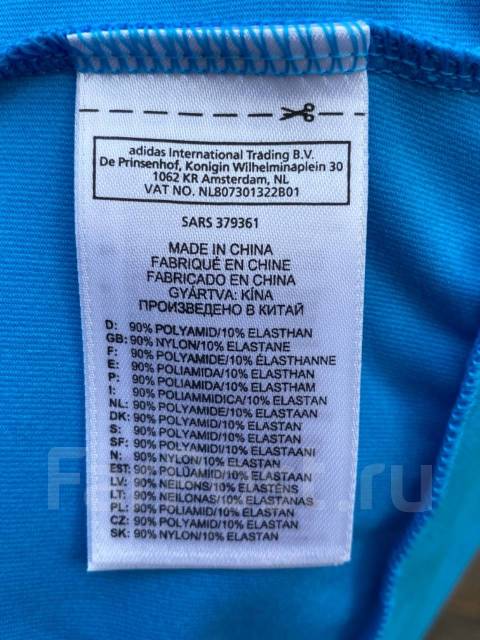 adidas International Trading B.V.
De Prinsenhof, Konigin Wilhelminaplein 30
1062 KR Amsterdam, NL
VAT NO. NL807301322B01
SARS 379361
MADE IN CHINA
FABRIQUÉ EN CHINE
FABRICADO EN CHINA
GYÁRTVA: KÍNA
ПРОИЗВЕДЕНО В КИТАЙ
D: 90% POLYAMID/10% ELASTHAN
GB: 90% NYLON/10% ELASTANE
F: 90% POLYAMIDE/10% ÉLASTHANNE
E: 90% POLIAMIDA/10% ELASTANO
P: 90% POLIAMIDA/10% ELASTHAM
I: 90% POLIAMMIDICA/10% ELASTAN
NL: 90% POLYAMIDE/10% ELASTAAN
DK: 90% POLYAMID/10% ELASTAN
S: 90% POLYAMID/10% ELASTAN
SF: 90% POLYAMIDI/10% ELASTAANI
N: 90% NYLON/10% ELASTAN
EST: 90% POLÜAMIID/10% ELASTAAN
LV: 90% NEILONS/10% ELASTĒNS
LT: 90% NEILONAS/10% ELASTANAS
PL: 90% POLIAMID/10% ELASTAN
CZ: 90% POLYAMID/10% ELASTAN
SK: 90% NYLON/10% ELASTAN